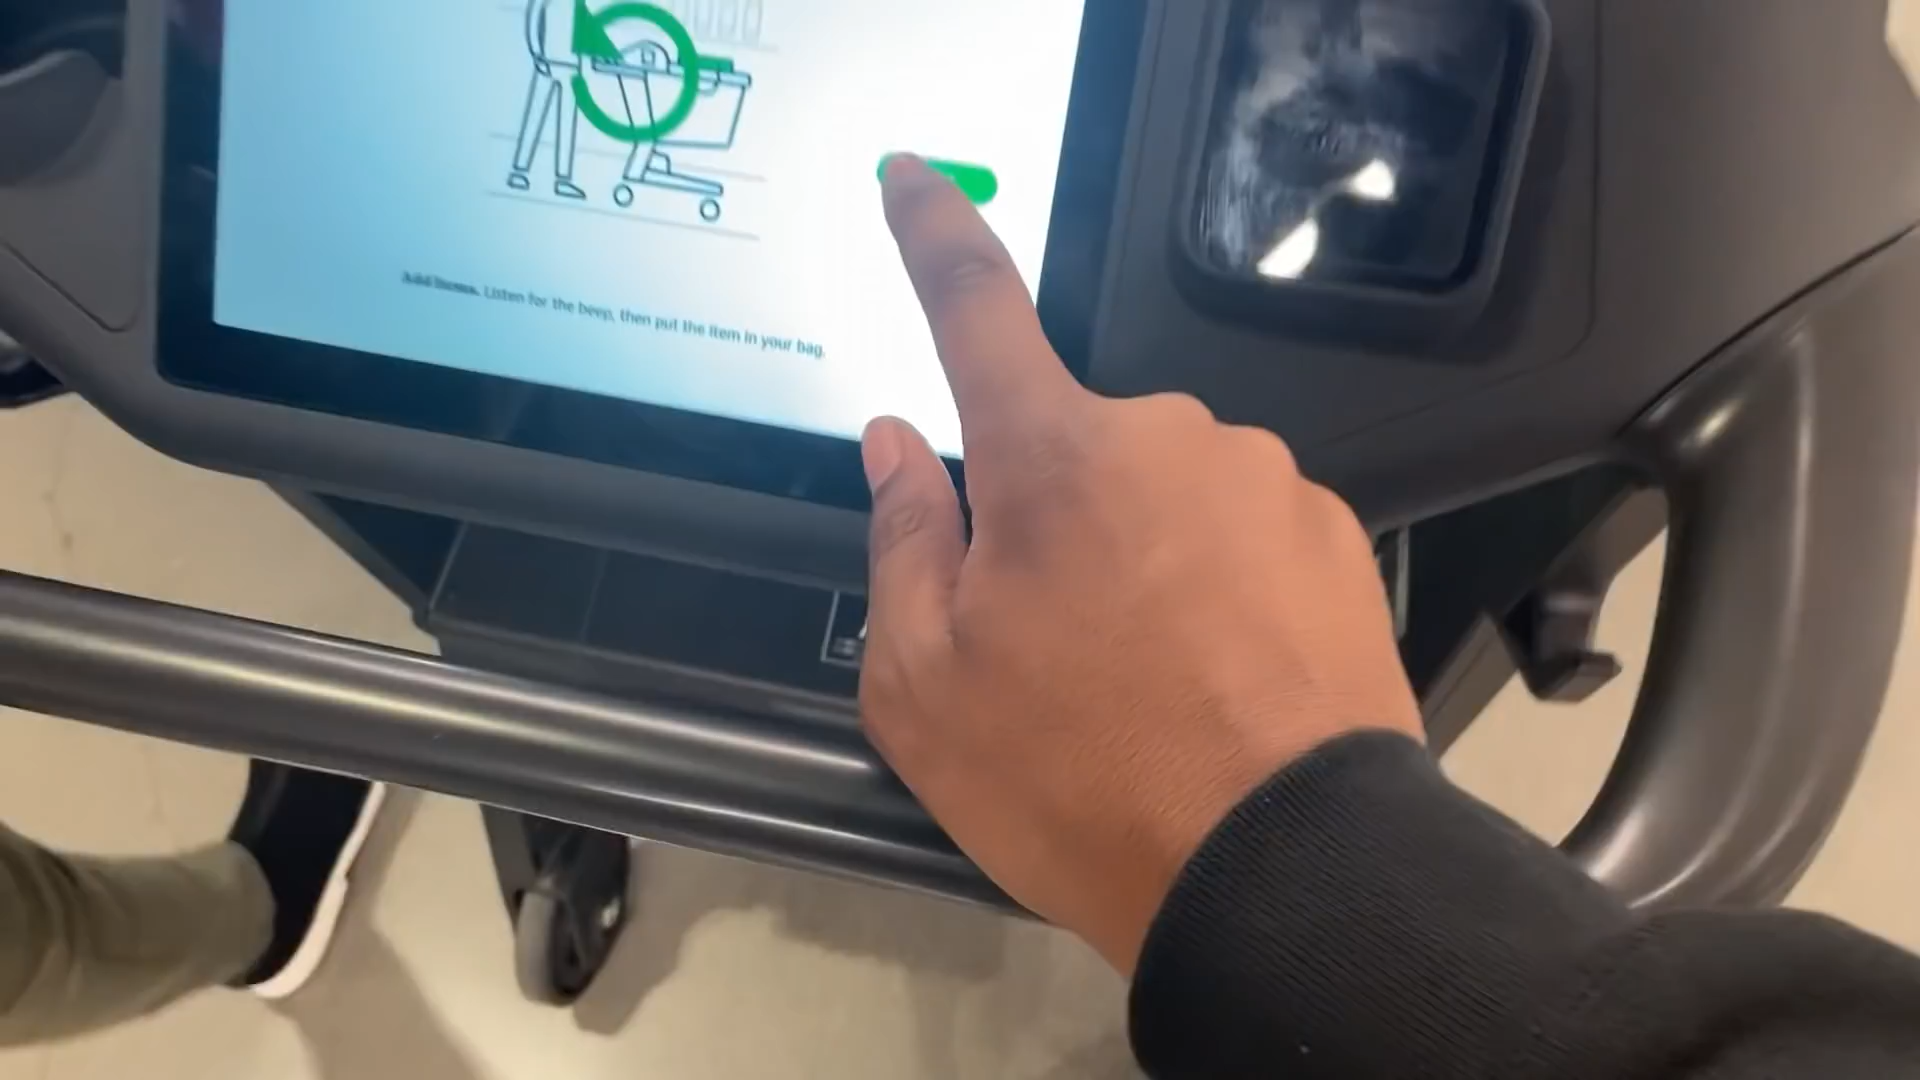 Add items. Listen for the beep, then put the item in your bag.